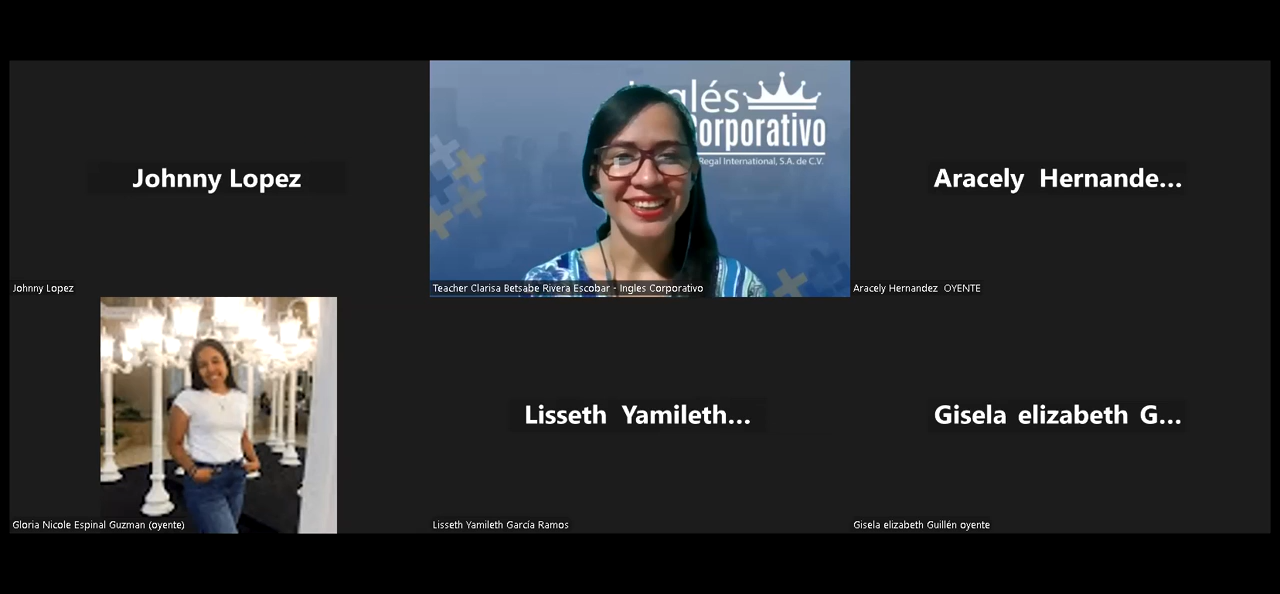 Johnny Lopez
Johnny Lopez
Inglés
Corporativo
Regal International, S.A. de C.V.
Teacher Clarisa Betsabe Rivera Escobar - Ingles Corporativo
Aracely Hernande...
Aracely Hernandez OYENTE
Gloria Nicole Espinal Guzman (oyente)
Lisseth Yamileth...
Lisseth Yamileth García Ramos
Gisela elizabeth G...
Gisela elizabeth Guillén oyente